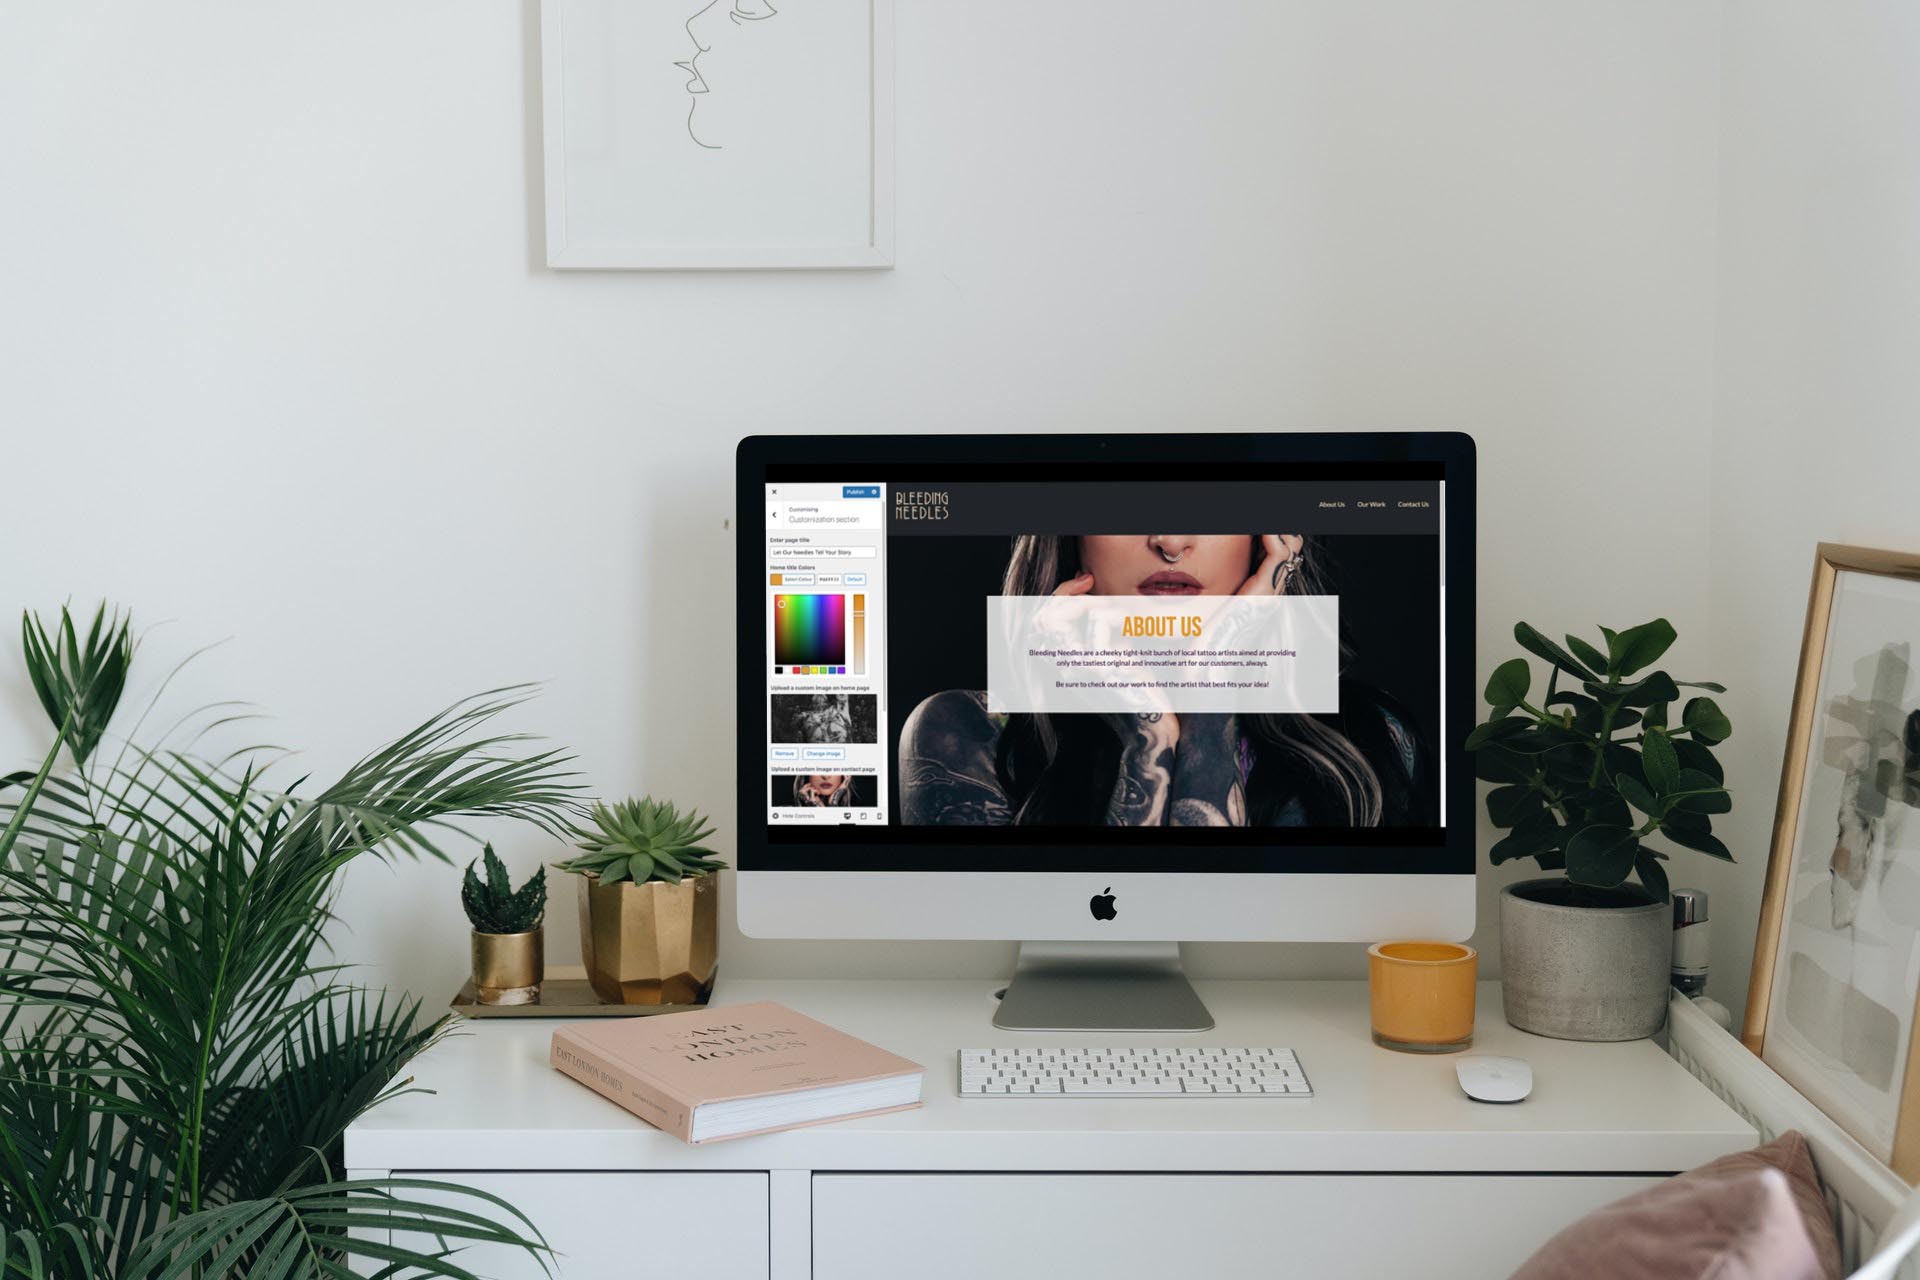 Publish
Customising
Customization section
Enter page title
Let Our Needles Tell Your Story
Home title Colors
Select Colour
Default
Upload a custom image on home page
Remove
Change image
Upload a custom image on contact page
Hide Controls
BLEEDING
NEEDLES
About Us
Our Work
Contact Us
ABOUT US
Bleeding Needles are a cheeky tight-knit bunch of local tattoo artists aimed at providing
only the tastiest original and innovative art for our customers, always.
Be sure to check out our work to find the artist that best fits your idea!
EAST
LONDON
HOMES
EAST LONDON HOMES